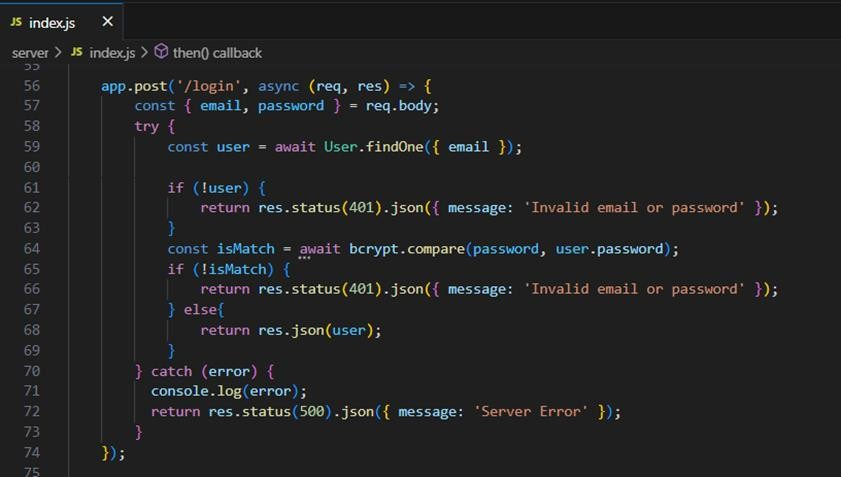 JS index.js ×
server > JS index.js > then() callback
55
56 app.post('/login', async (req, res) => {
57 const { email, password } = req.body;
58 try {
59 const user = await User.findOne({ email });
60
61 if (!user) {
62 return res.status(401).json({ message: 'Invalid email or password' });
63 }
64 const isMatch = await bcrypt.compare(password, user.password);
65 if (!isMatch) {
66 return res.status(401).json({ message: 'Invalid email or password' });
67 } else{
68 return res.json(user);
69 }
70 } catch (error) {
71 console.log(error);
72 return res.status(500).json({ message: 'Server Error' });
73 }
74 });
75